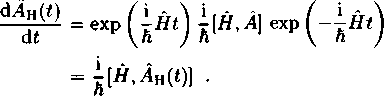 dÂ_H(t)/dt = exp((i/ℏ)Ĥt) (i/ℏ)[Ĥ, Â] exp(−(i/ℏ)Ĥt)
= (i/ℏ)[Ĥ, Â_H(t)] .